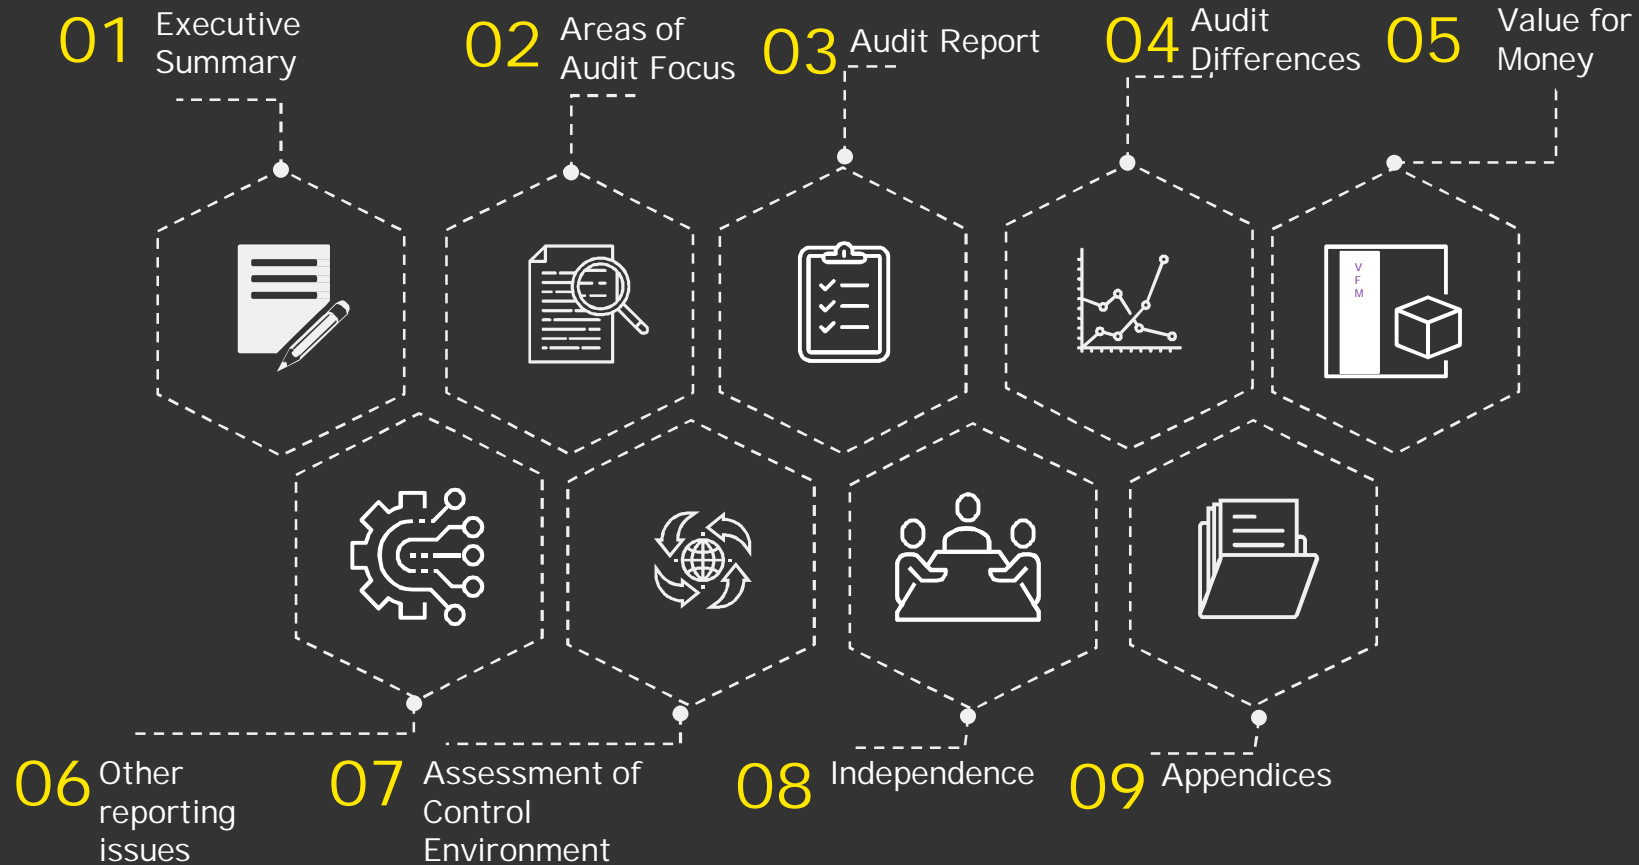 01 Executive
Summary
02 Areas of
Audit Focus
03 Audit Report
04 Audit
Differences
05 Value for
Money
V
F
M
06 Other
reporting
issues
07 Assessment of
Control
Environment
08 Independence
09 Appendices